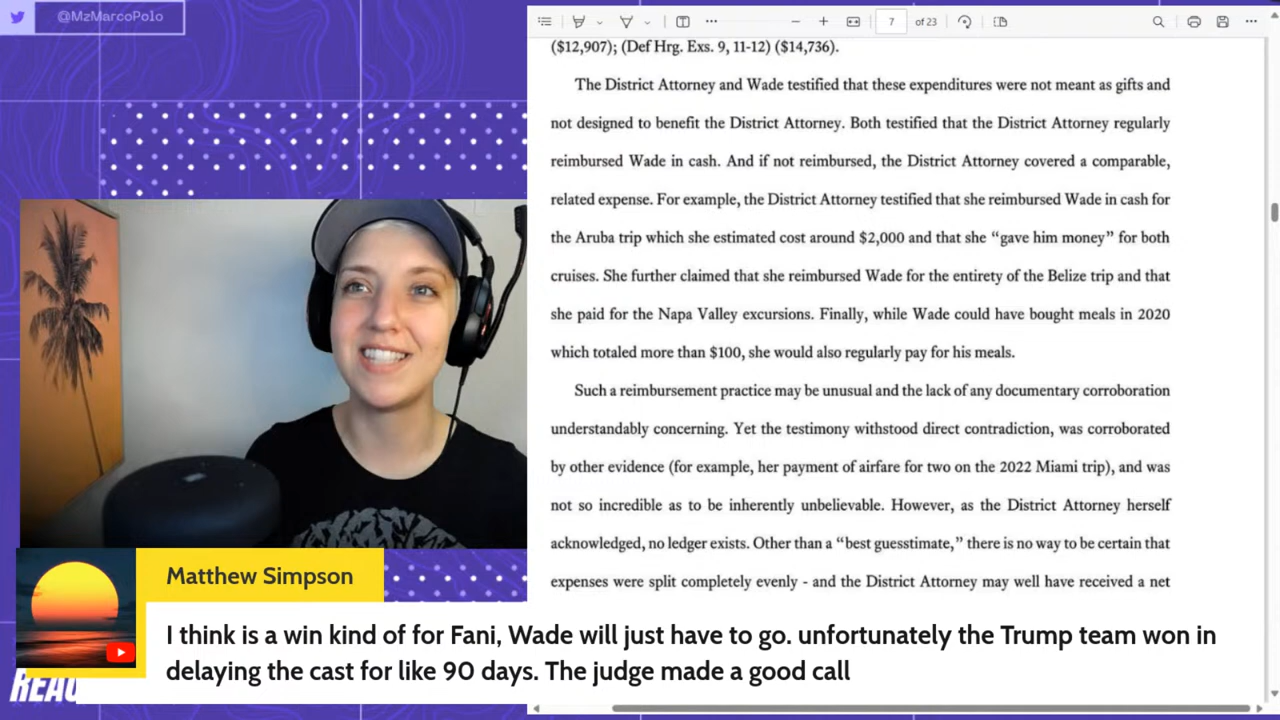 @MzMarcoPolo
7
of 23
($12,907); (Def Hrg. Exs. 9, 11-12) ($14,736).
The District Attorney and Wade testified that these expenditures were not meant as gifts and
not designed to benefit the District Attorney. Both testified that the District Attorney regularly
reimbursed Wade in cash. And if not reimbursed, the District Attorney covered a comparable,
related expense. For example, the District Attorney testified that she reimbursed Wade in cash for
the Aruba trip which she estimated cost around $2,000 and that she “gave him money” for both
cruises. She further claimed that she reimbursed Wade for the entirety of the Belize trip and that
she paid for the Napa Valley excursions. Finally, while Wade could have bought meals in 2020
which totaled more than $100, she would also regularly pay for his meals.
Such a reimbursement practice may be unusual and the lack of any documentary corroboration
understandably concerning. Yet the testimony withstood direct contradiction, was corroborated
by other evidence (for example, her payment of airfare for two on the 2022 Miami trip), and was
not so incredible as to be inherently unbelievable. However, as the District Attorney herself
acknowledged, no ledger exists. Other than a “best guesstimate,” there is no way to be certain that
expenses were split completely evenly - and the District Attorney may well have received a net
Matthew Simpson
I think is a win kind of for Fani, Wade will just have to go. unfortunately the Trump team won in
delaying the cast for like 90 days. The judge made a good call